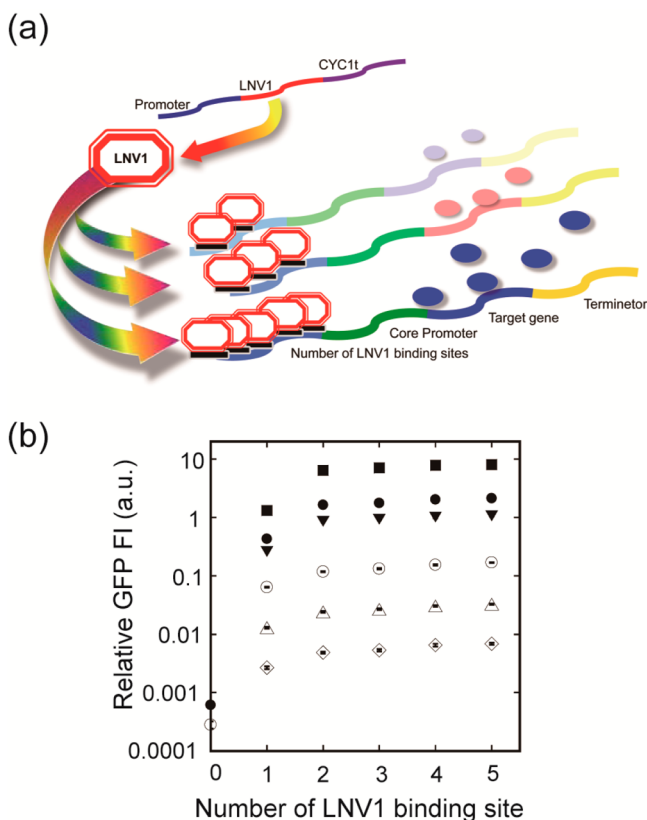 (a)
CYC1t
LNV1
Promoter
LNV1
Terminetor
Target gene
Core Promoter
Number of LNV1 binding sites
(b)
Relative GFP FI (a.u.)
10
1
0.1
0.01
0.001
0.0001
0 1 2 3 4 5
Number of LNV1 binding site